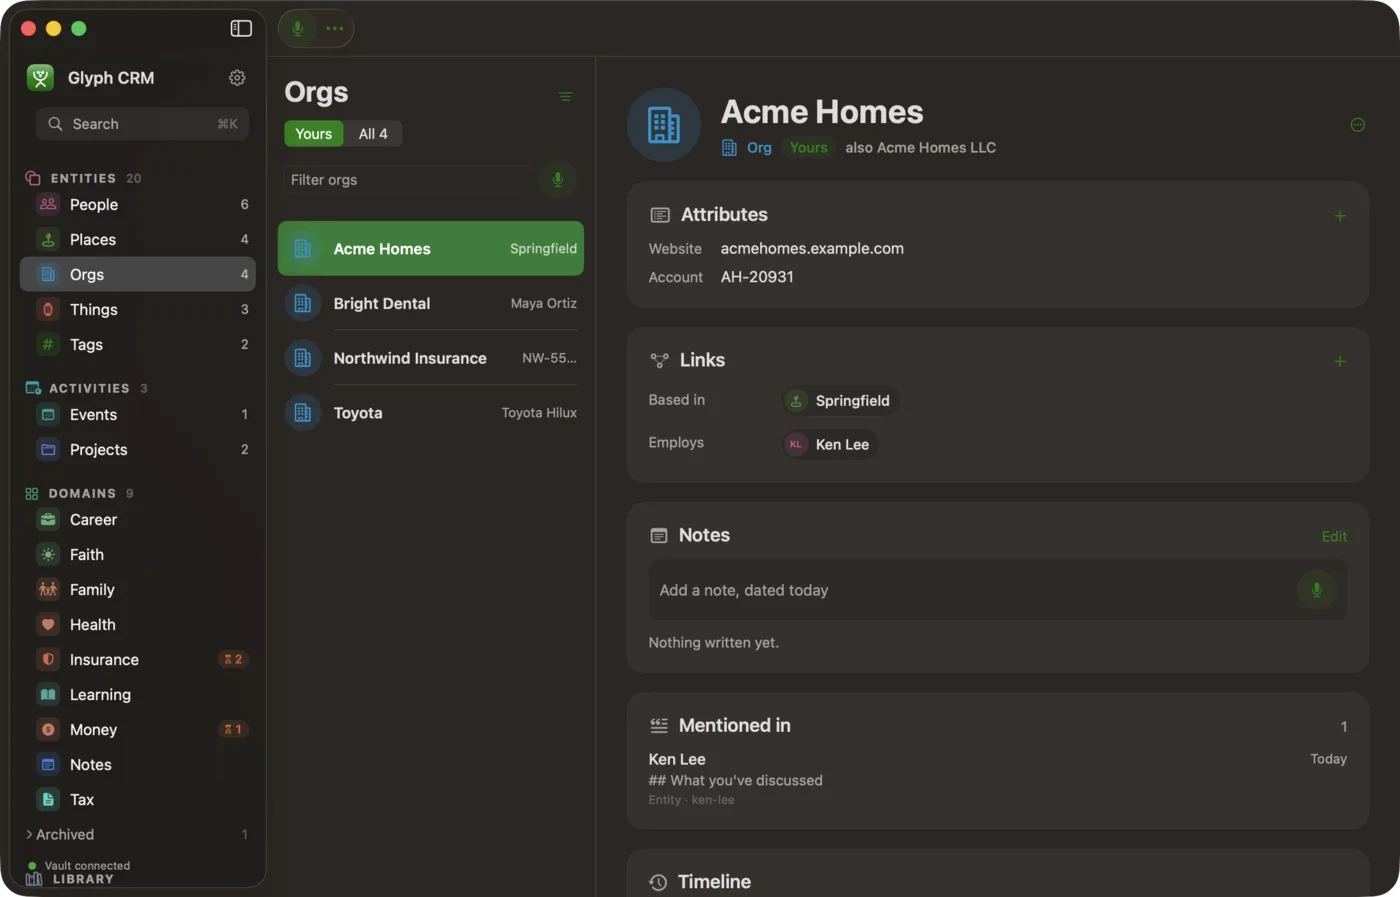 Glyph CRM
Search ⌘K
ENTITIES 20
People 6
Places 4
Orgs 4
Things 3
Tags 2
ACTIVITIES 3
Events 1
Projects 2
DOMAINS 9
Career
Faith
Family
Health
Insurance 2
Learning
Money 1
Notes
Tax
Archived 1
Vault connected
LIBRARY
Orgs
Yours All 4
Filter orgs
Acme Homes Springfield
Bright Dental Maya Ortiz
Northwind Insurance NW-55...
Toyota Toyota Hilux
Acme Homes
Org Yours also Acme Homes LLC
Attributes
Website acmehomes.example.com
Account AH-20931
Links
Based in Springfield
Employs KL Ken Lee
Notes Edit
Add a note, dated today
Nothing written yet.
Mentioned in 1
Ken Lee Today
## What you've discussed
Entity · ken-lee
Timeline